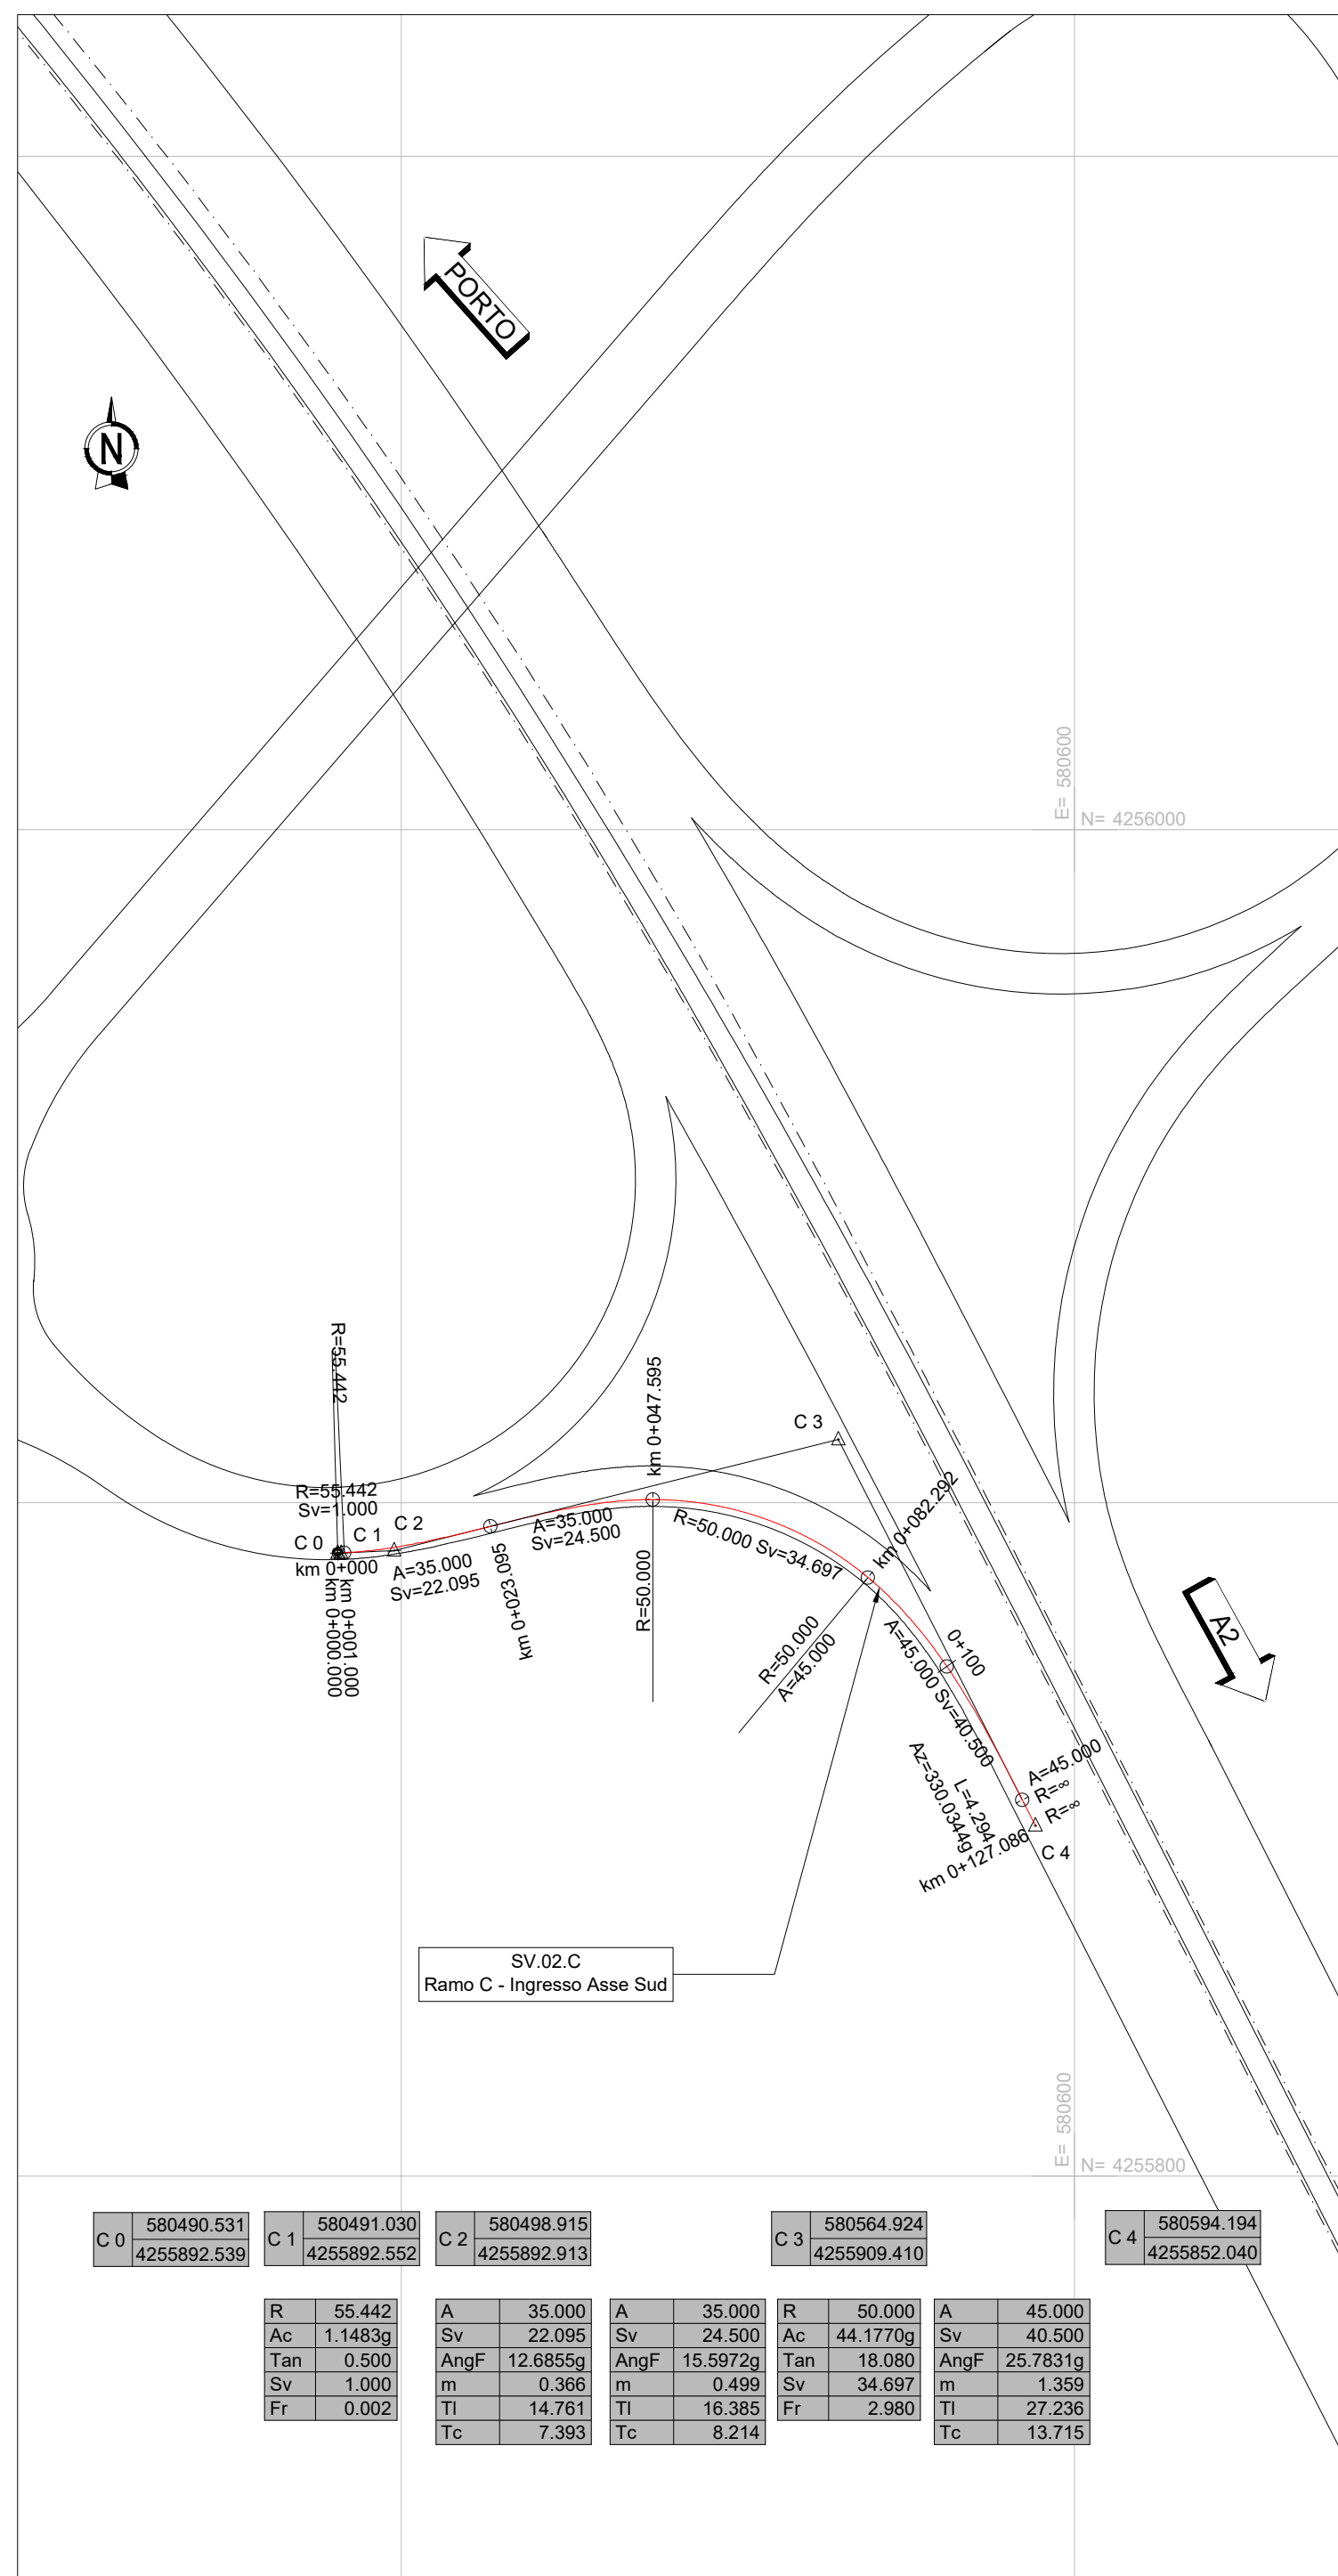 PORTO
N
E= 580600
N= 4256000
R=55.442
km 0+047.595
C 3
R=55.442
Sv=1.000
C 0
C 1
C 2
km 0+000
km 0+000.000
km 0+001.000
A=35.000
Sv=22.095
km 0+023.095
A=35.000
Sv=24.500
R=50.000
R=50.000 Sv=34.697
km 0+082.292
R=50.000
A=45.000
A=45.000 Sv=40.500
0+100
A2
A=45.000
R=∞
R=∞
L=4.294
Az=330.0344g
km 0+127.086
C 4
SV.02.C
Ramo C - Ingresso Asse Sud
E= 580600
N= 4255800
C 0 580490.531
4255892.539
C 1 580491.030
4255892.552
C 2 580498.915
4255892.913
C 3 580564.924
4255909.410
C 4 580594.194
4255852.040
R 55.442
Ac 1.1483g
Tan 0.500
Sv 1.000
Fr 0.002
A 35.000
Sv 22.095
AngF 12.6855g
m 0.366
Tl 14.761
Tc 7.393
A 35.000
Sv 24.500
AngF 15.5972g
m 0.499
Tl 16.385
Tc 8.214
R 50.000
Ac 44.1770g
Tan 18.080
Sv 34.697
Fr 2.980
A 45.000
Sv 40.500
AngF 25.7831g
m 1.359
Tl 27.236
Tc 13.715